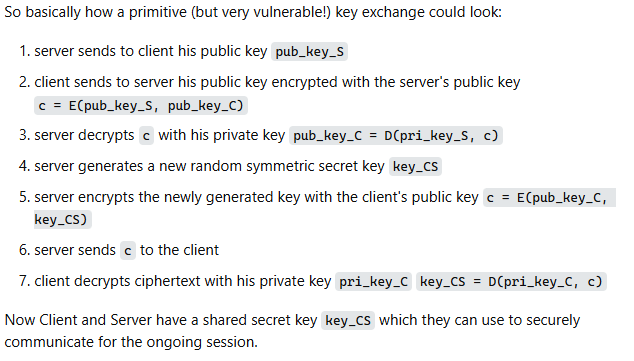 So basically how a primitive (but very vulnerable!) key exchange could look:
1. server sends to client his public key pub_key_S
2. client sends to server his public key encrypted with the server's public key
c = E(pub_key_S, pub_key_C)
3. server decrypts c with his private key pub_key_C = D(pri_key_S, c)
4. server generates a new random symmetric secret key key_CS
5. server encrypts the newly generated key with the client's public key c = E(pub_key_C,
key_CS)
6. server sends c to the client
7. client decrypts ciphertext with his private key pri_key_C key_CS = D(pri_key_C, c)
Now Client and Server have a shared secret key key_CS which they can use to securely
communicate for the ongoing session.